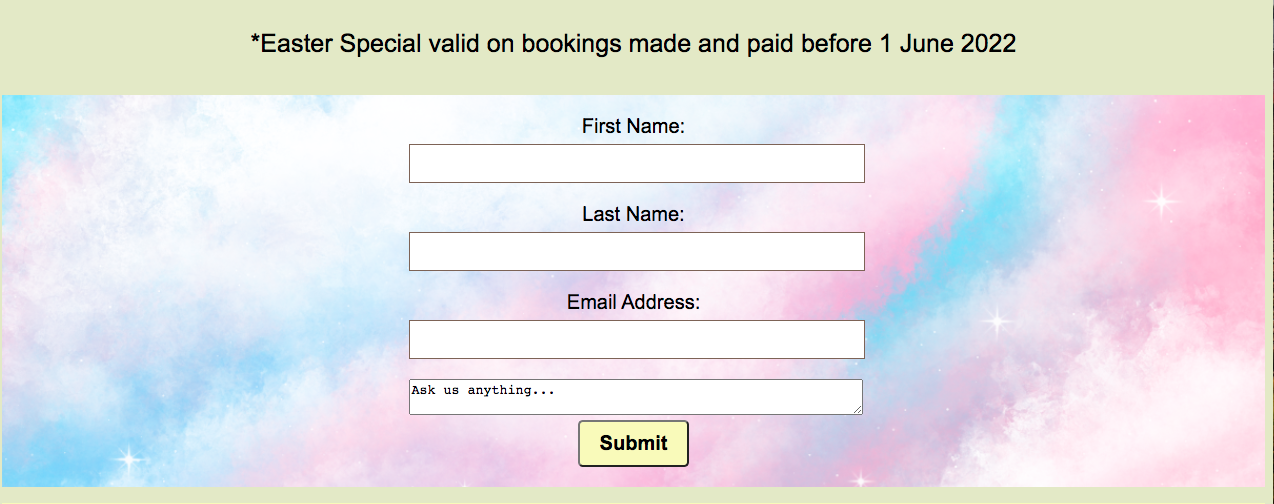 *Easter Special valid on bookings made and paid before 1 June 2022
First Name:
Last Name:
Email Address:
Ask us anything...
Submit